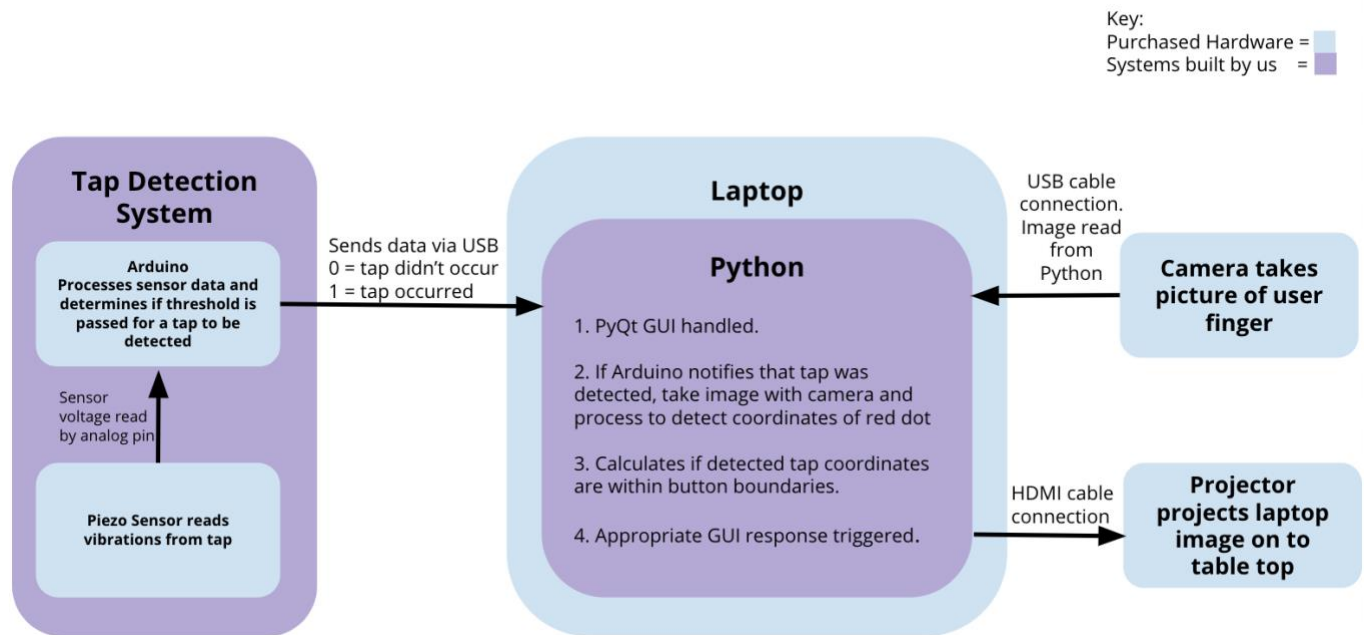 Key:
Purchased Hardware =
Systems built by us =
Tap Detection
System
Arduino
Processes sensor data and
determines if threshold is
passed for a tap to be
detected
Sensor
voltage read
by analog pin
Piezo Sensor reads
vibrations from tap
Sends data via USB
0 = tap didn’t occur
1 = tap occurred
Laptop
Python
1. PyQt GUI handled.
2. If Arduino notifies that tap was
detected, take image with camera and
process to detect coordinates of red dot
3. Calculates if detected tap coordinates
are within button boundaries.
4. Appropriate GUI response triggered.
USB cable
connection.
Image read
from
Python
Camera takes
picture of user
finger
HDMI cable
connection
Projector
projects laptop
image on to
table top